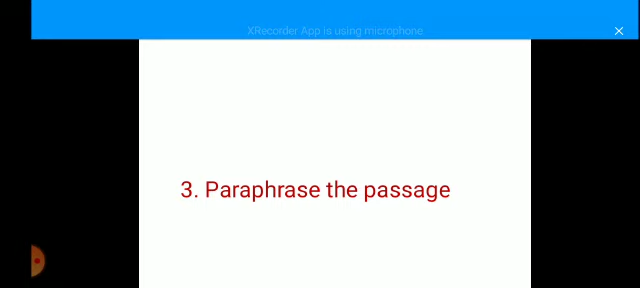 XRecorder App is using microphone
3. Paraphrase the passage